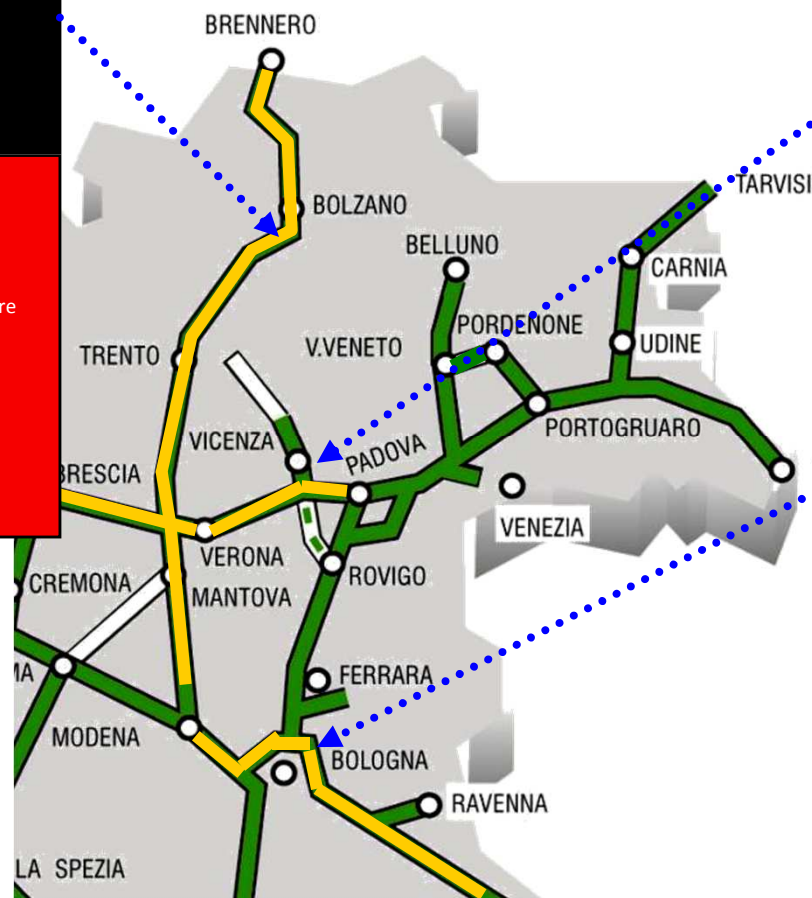 BRENNERO
TARVISI
BOLZANO
BELLUNO
CARNIA
re
PORDENONE
TRENTO
V.VENETO
UDINE
PORTOGRUARO
VICENZA
PADOVA
BRESCIA
VENEZIA
VERONA
CREMONA
ROVIGO
MANTOVA
MA
FERRARA
MODENA
BOLOGNA
RAVENNA
LA SPEZIA